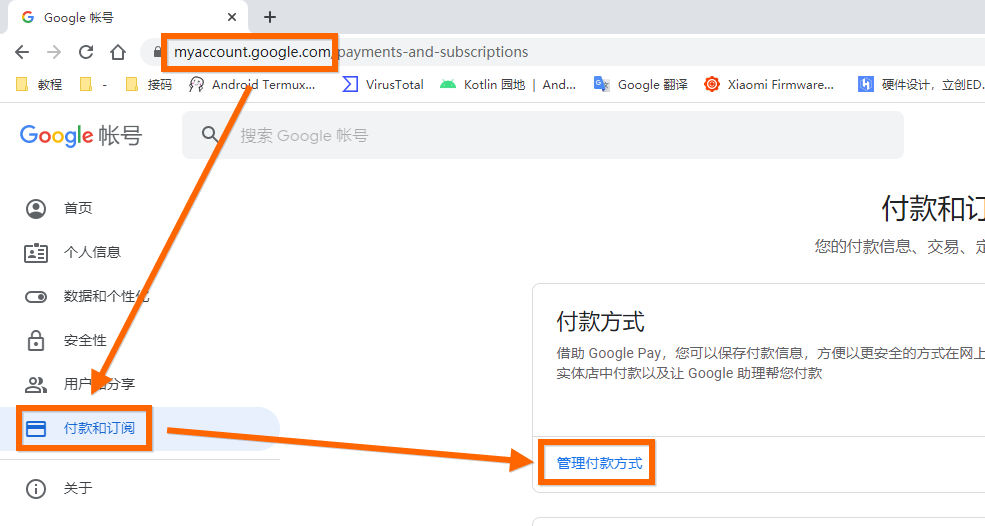 Google 帐号
myaccount.google.com/payments-and-subscriptions
教程
-
接码
Android Termux...
VirusTotal
Kotlin 园地 | And...
Google 翻译
Xiaomi Firmware...
硬件设计，立创ED.
Google 帐号
搜索 Google 帐号
首页
个人信息
数据和个性化
安全性
用户和分享
付款和订阅
关于
付款和订
您的付款信息、交易、定
付款方式
借助 Google Pay，您可以保存付款信息，方便以更安全的方式在网上
实体店中付款以及让 Google 助理帮您付款
管理付款方式